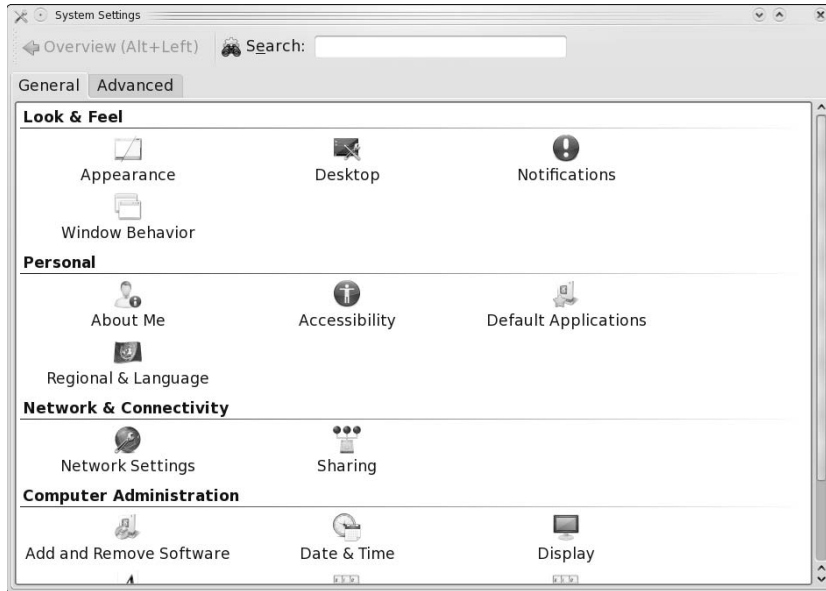 System Settings
Overview (Alt+Left) Search:
General Advanced
Look & Feel
Appearance Desktop Notifications
Window Behavior
Personal
About Me Accessibility Default Applications
Regional & Language
Network & Connectivity
Network Settings Sharing
Computer Administration
Add and Remove Software Date & Time Display